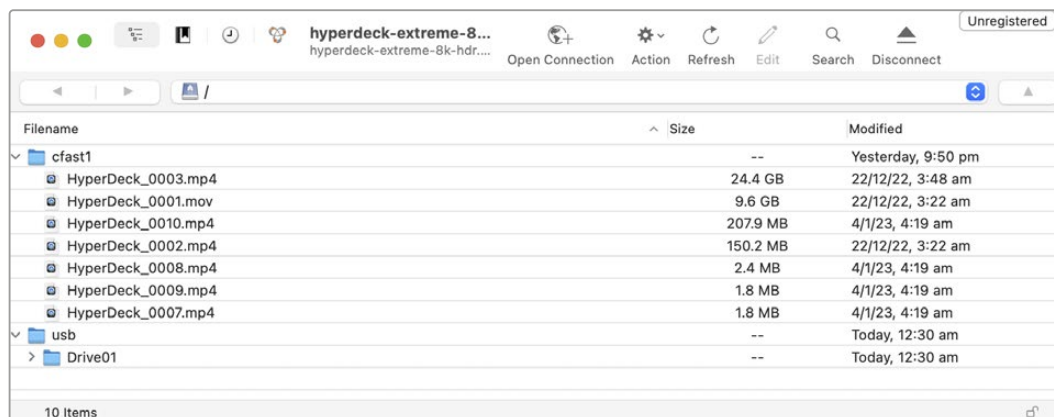 Unregistered
hyperdeck-extreme-8...
hyperdeck-extreme-8k-hdr....
Open Connection Action Refresh Edit Search Disconnect
/
Filename Size Modified
cfast1 -- Yesterday, 9:50 pm
HyperDeck_0003.mp4 24.4 GB 22/12/22, 3:48 am
HyperDeck_0001.mov 9.6 GB 22/12/22, 3:22 am
HyperDeck_0010.mp4 207.9 MB 4/1/23, 4:19 am
HyperDeck_0002.mp4 150.2 MB 22/12/22, 3:22 am
HyperDeck_0008.mp4 2.4 MB 4/1/23, 4:19 am
HyperDeck_0009.mp4 1.8 MB 4/1/23, 4:19 am
HyperDeck_0007.mp4 1.8 MB 4/1/23, 4:19 am
usb -- Today, 12:30 am
Drive01 -- Today, 12:30 am
10 Items